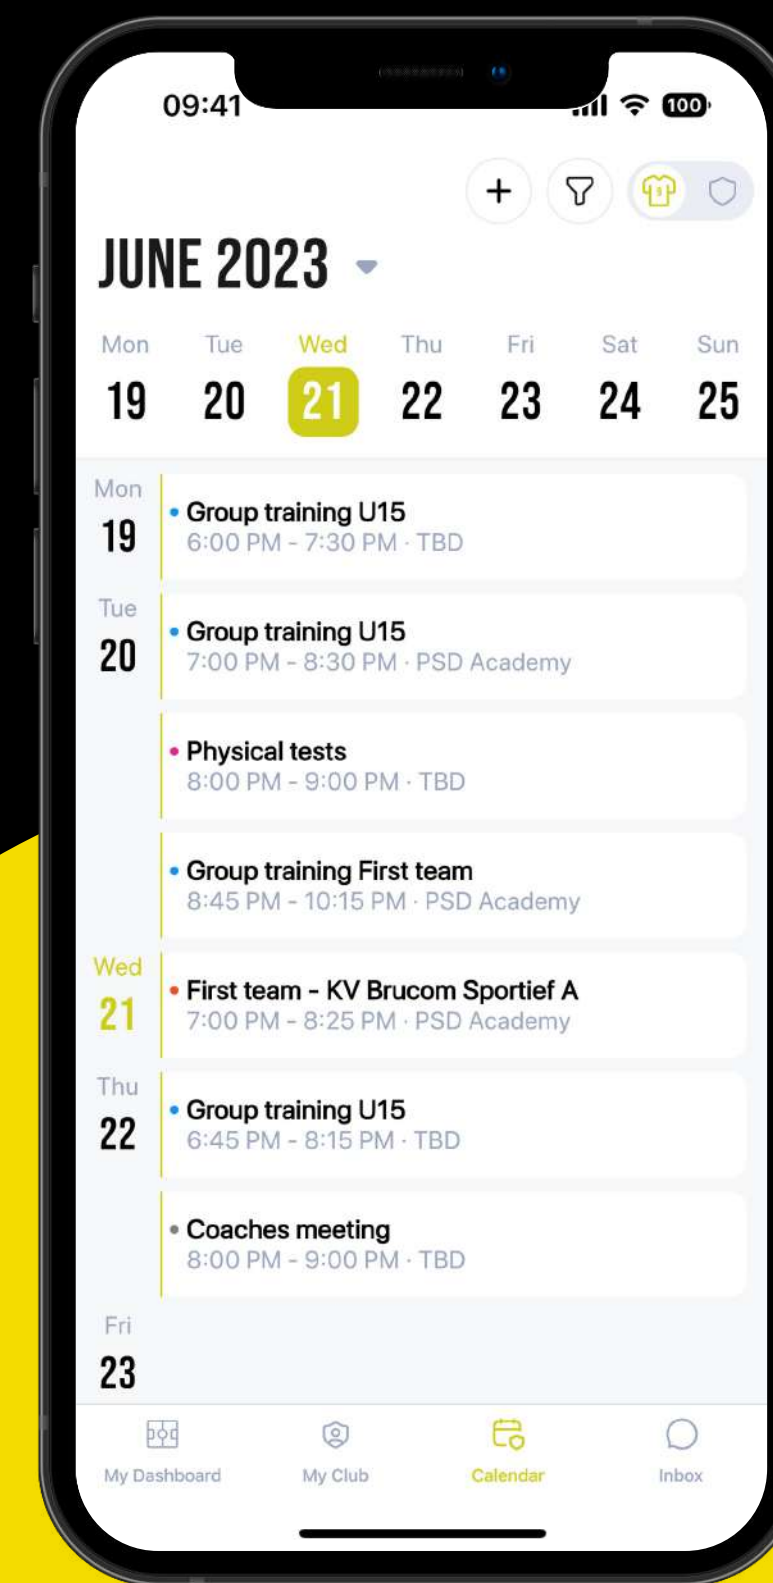 09:41
100
JUNE 2023
Mon Tue Wed Thu Fri Sat Sun
19 20 21 22 23 24 25
Mon
19
Group training U15
6:00 PM - 7:30 PM · TBD
Tue
20
Group training U15
7:00 PM - 8:30 PM · PSD Academy
Physical tests
8:00 PM - 9:00 PM · TBD
Group training First team
8:45 PM - 10:15 PM · PSD Academy
Wed
21
First team - KV Brucom Sportief A
7:00 PM - 8:25 PM · PSD Academy
Thu
22
Group training U15
6:45 PM - 8:15 PM · TBD
Coaches meeting
8:00 PM - 9:00 PM · TBD
Fri
23
My Dashboard My Club Calendar Inbox